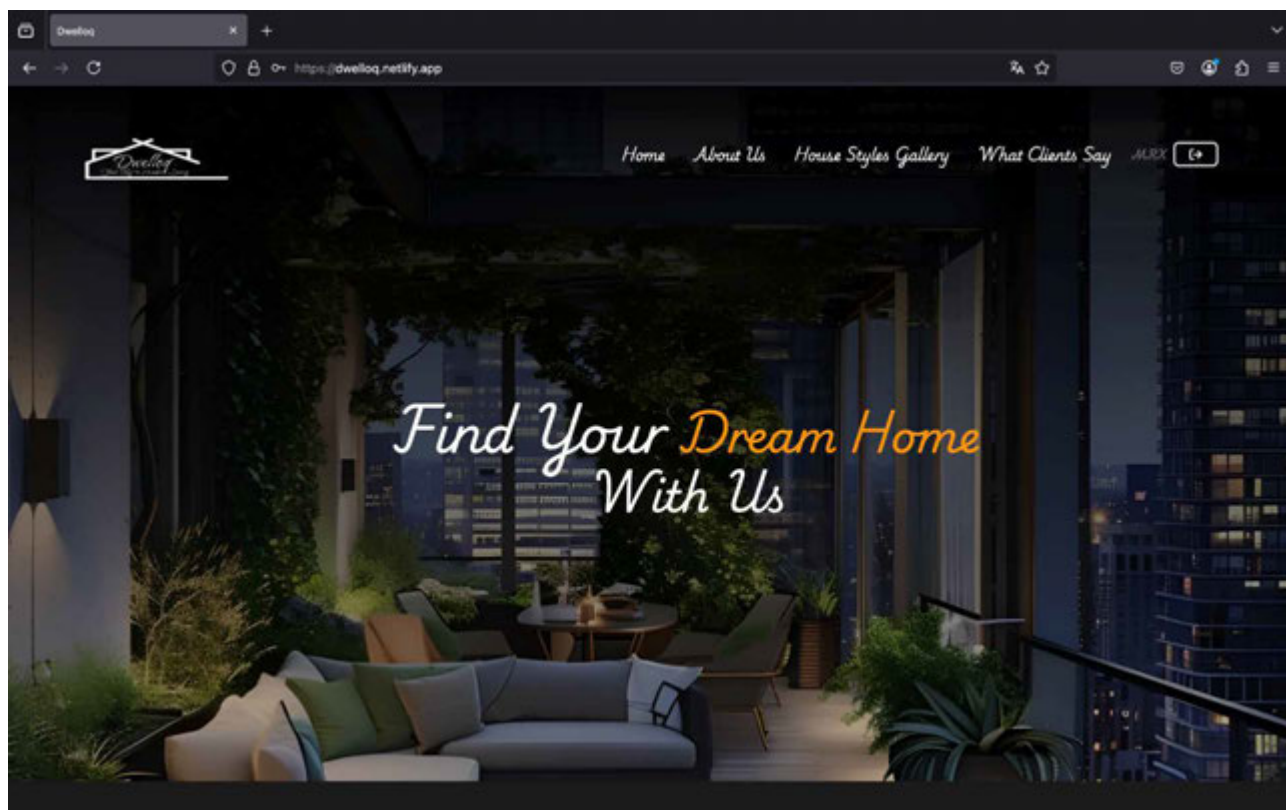 Dwelloq
https://dwelloq.netlify.app
Dwelloq
Home About Us House Styles Gallery What Clients Say MRX
Find Your Dream Home
With Us